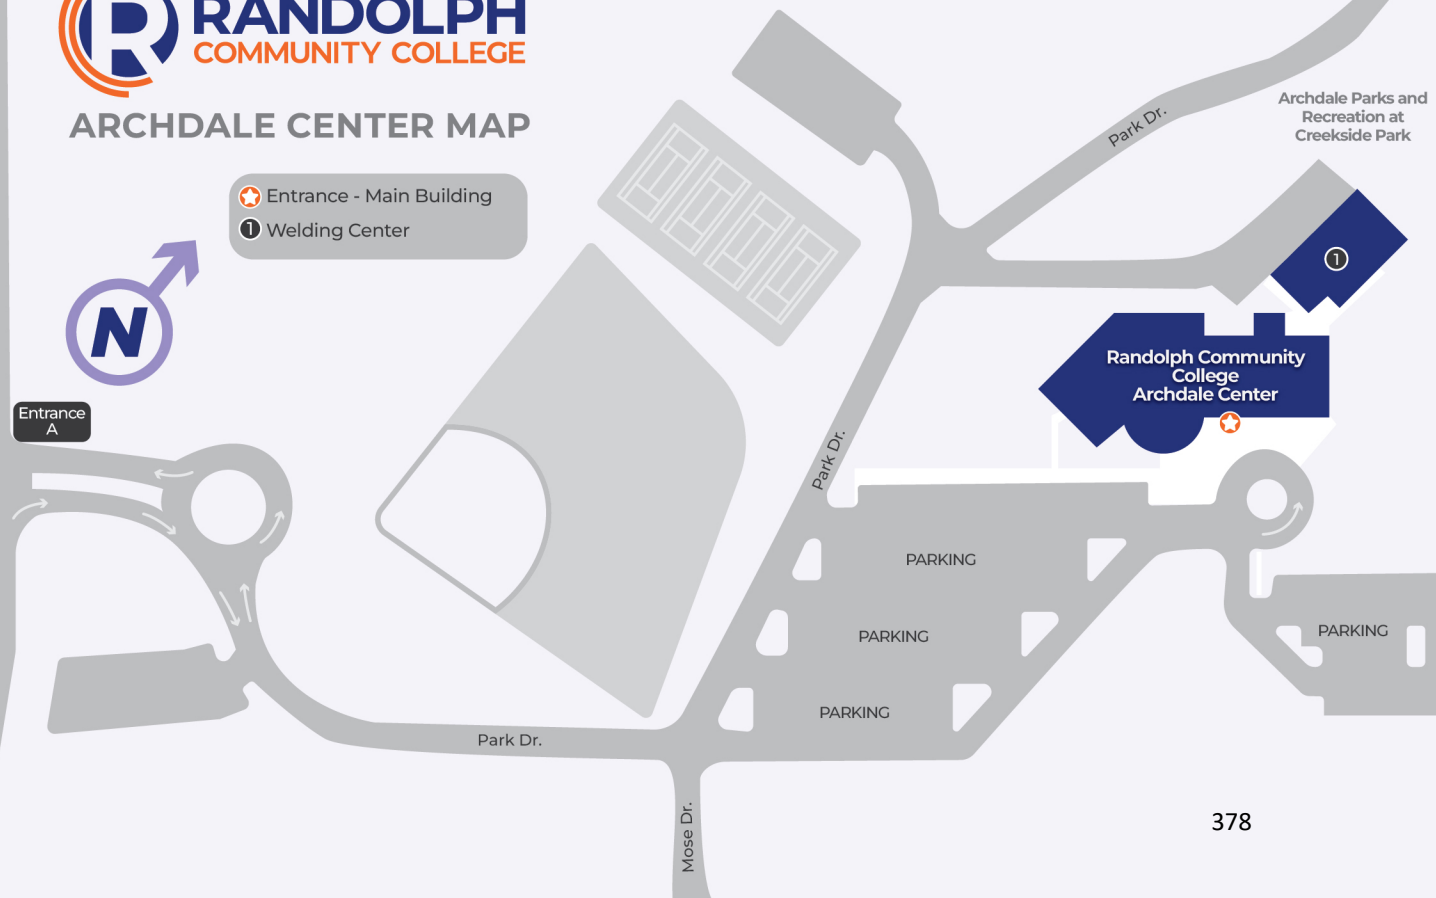 RANDOLPH
COMMUNITY COLLEGE
ARCHDALE CENTER MAP
Entrance - Main Building
1 Welding Center
N
Entrance
A
Park Dr.
Archdale Parks and
Recreation at
Creekside Park
1
Randolph Community
College
Archdale Center
Park Dr.
PARKING
PARKING
PARKING
PARKING
Park Dr.
Mose Dr.
378